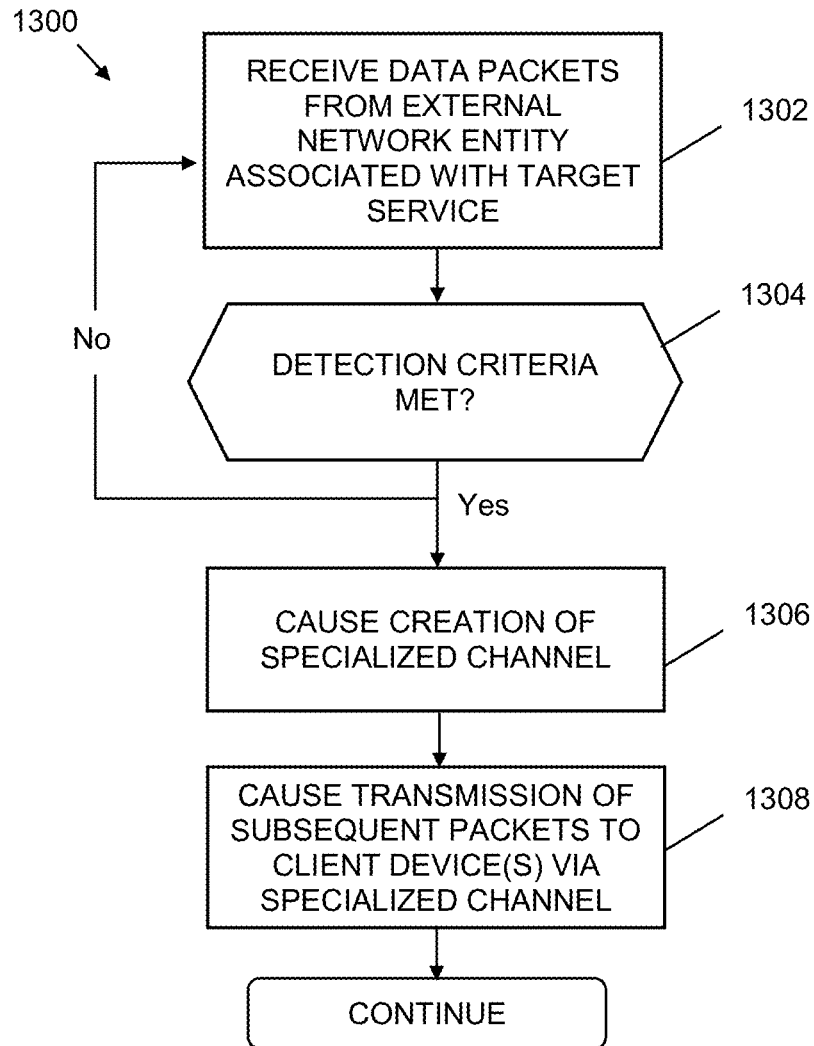 1300
RECEIVE DATA PACKETS
FROM EXTERNAL
NETWORK ENTITY
ASSOCIATED WITH TARGET
SERVICE
1302
1304
DETECTION CRITERIA
MET?
No
Yes
CAUSE CREATION OF
SPECIALIZED CHANNEL
1306
CAUSE TRANSMISSION OF
SUBSEQUENT PACKETS TO
CLIENT DEVICE(S) VIA
SPECIALIZED CHANNEL
1308
CONTINUE